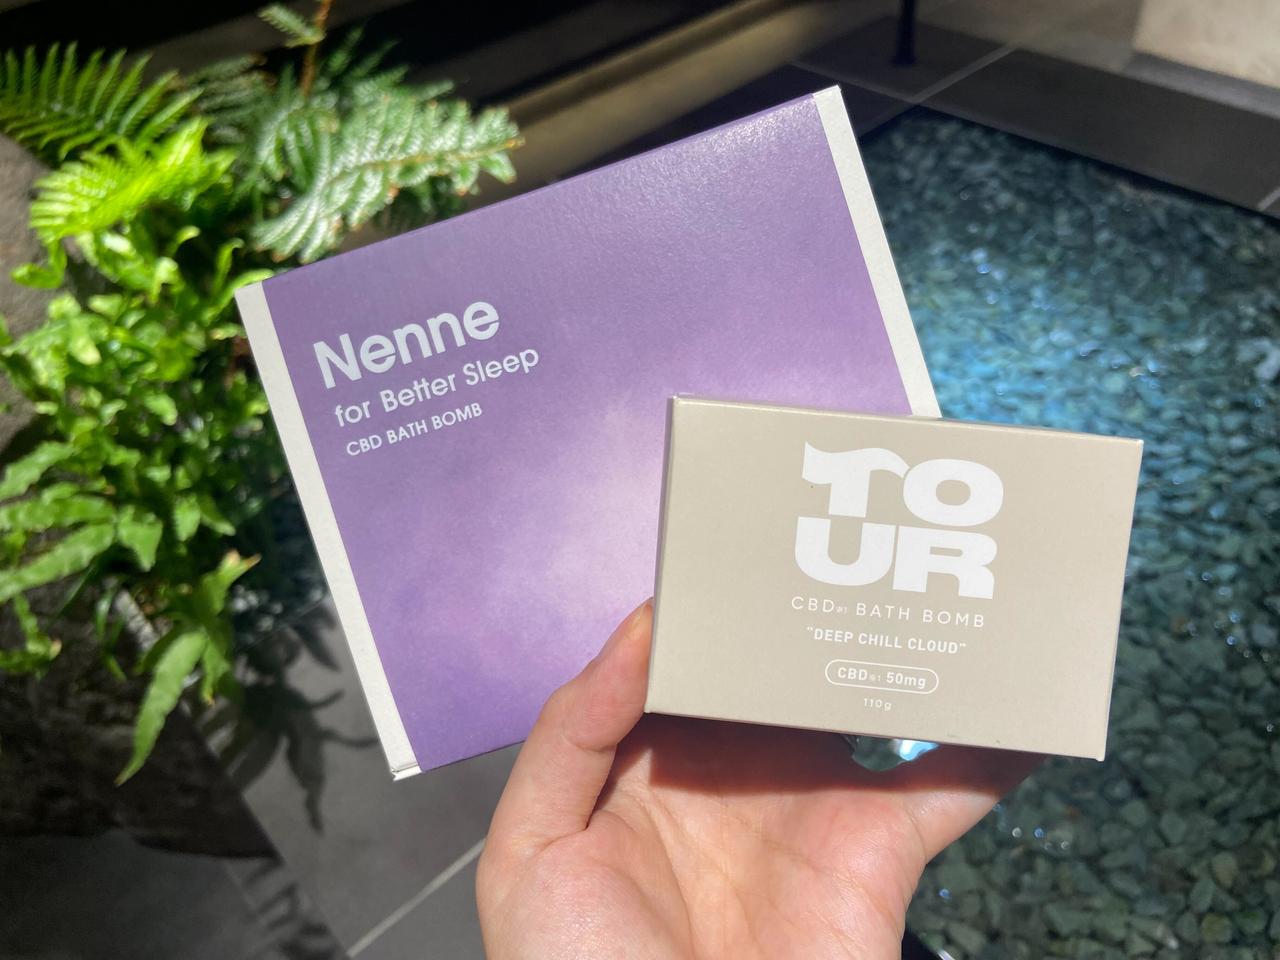 Nenne
for Better Sleep
CBD BATH BOMB
TO
UR
CBD※1 BATH BOMB
"DEEP CHILL CLOUD"
CBD※1 50mg
110g